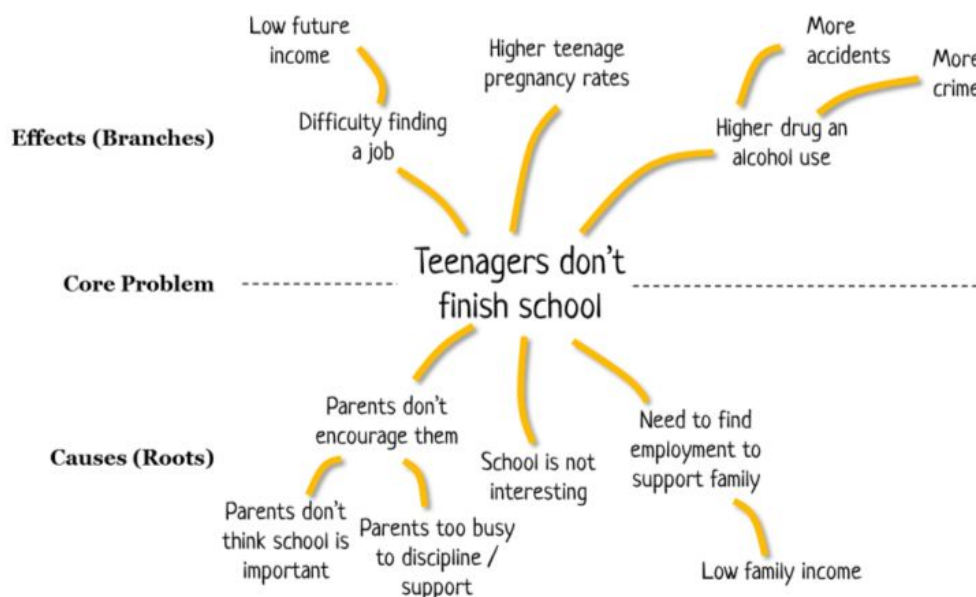 Low future
income
Higher teenage
pregnancy rates
More
accidents
More
crime
Effects (Branches)
Difficulty finding
a job
Higher drug an
alcohol use
Core Problem
Teenagers don't
finish school
Causes (Roots)
Parents don't
encourage them
School is not
interesting
Need to find
employment to
support family
Parents don't
think school is
important
Parents too busy
to discipline /
support
Low family income